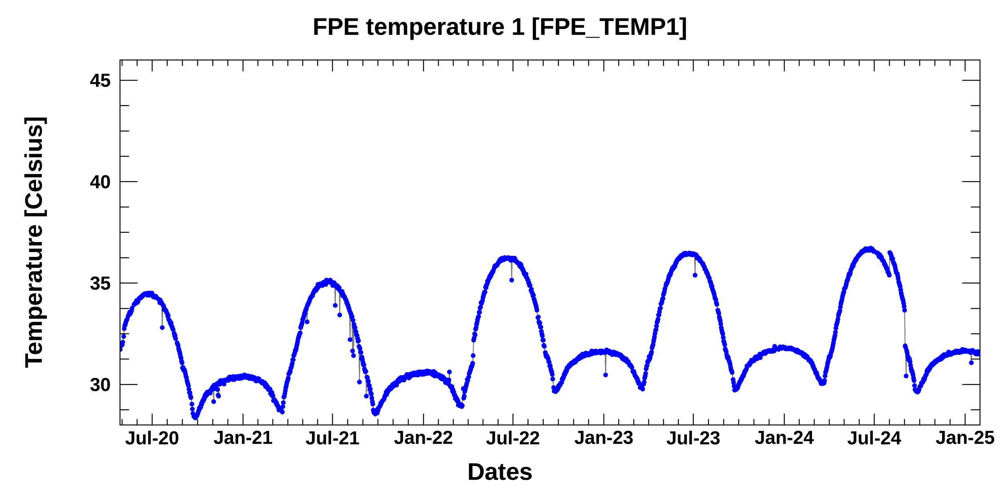 FPE temperature 1 [FPE_TEMP1]
Temperature [Celsius]
45
40
35
30
Jul-20 Jan-21 Jul-21 Jan-22 Jul-22 Jan-23 Jul-23 Jan-24 Jul-24 Jan-25
Dates